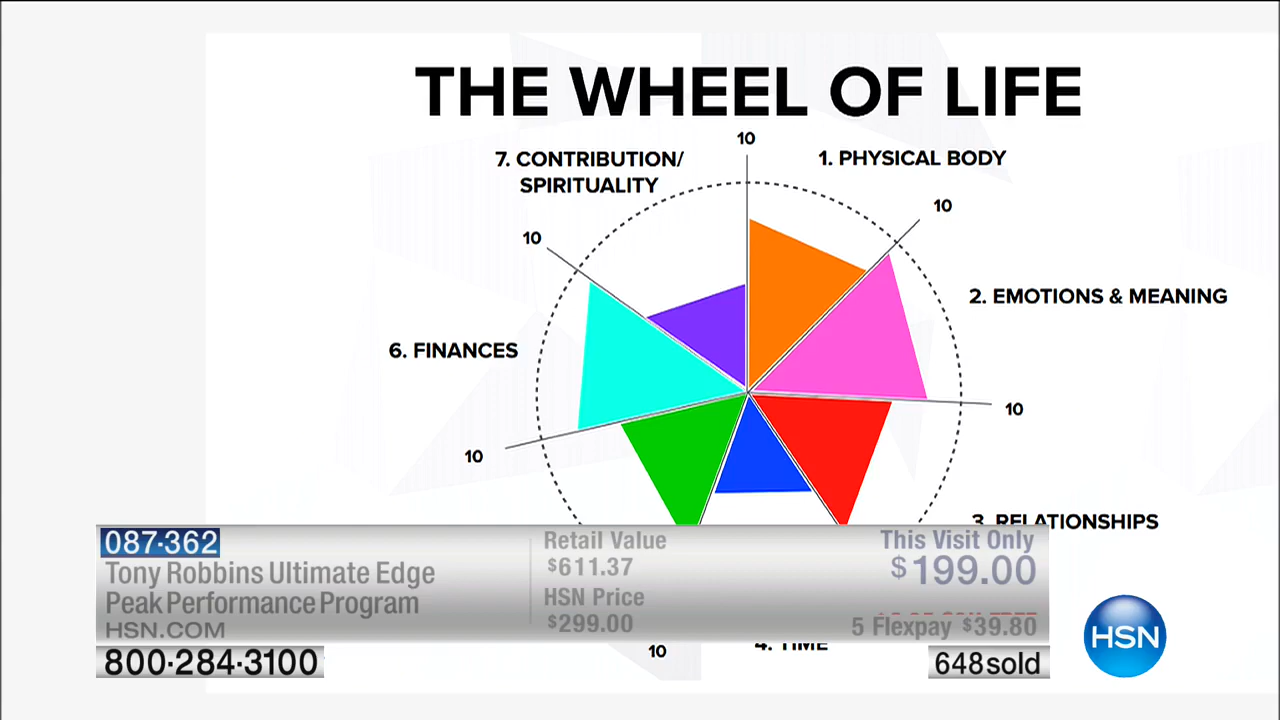 THE WHEEL OF LIFE
10
7. CONTRIBUTION/
SPIRITUALITY
1. PHYSICAL BODY
10
10
2. EMOTIONS & MEANING
6. FINANCES
10
10
3. RELATIONSHIPS
087-362
Tony Robbins Ultimate Edge
Peak Performance Program
HSN.COM
800·284·3100
Retail Value
$611.37
HSN Price
$299.00
This Visit Only
$199.00
5 Flexpay $39.80
10
4. TIME
648 sold
HSN